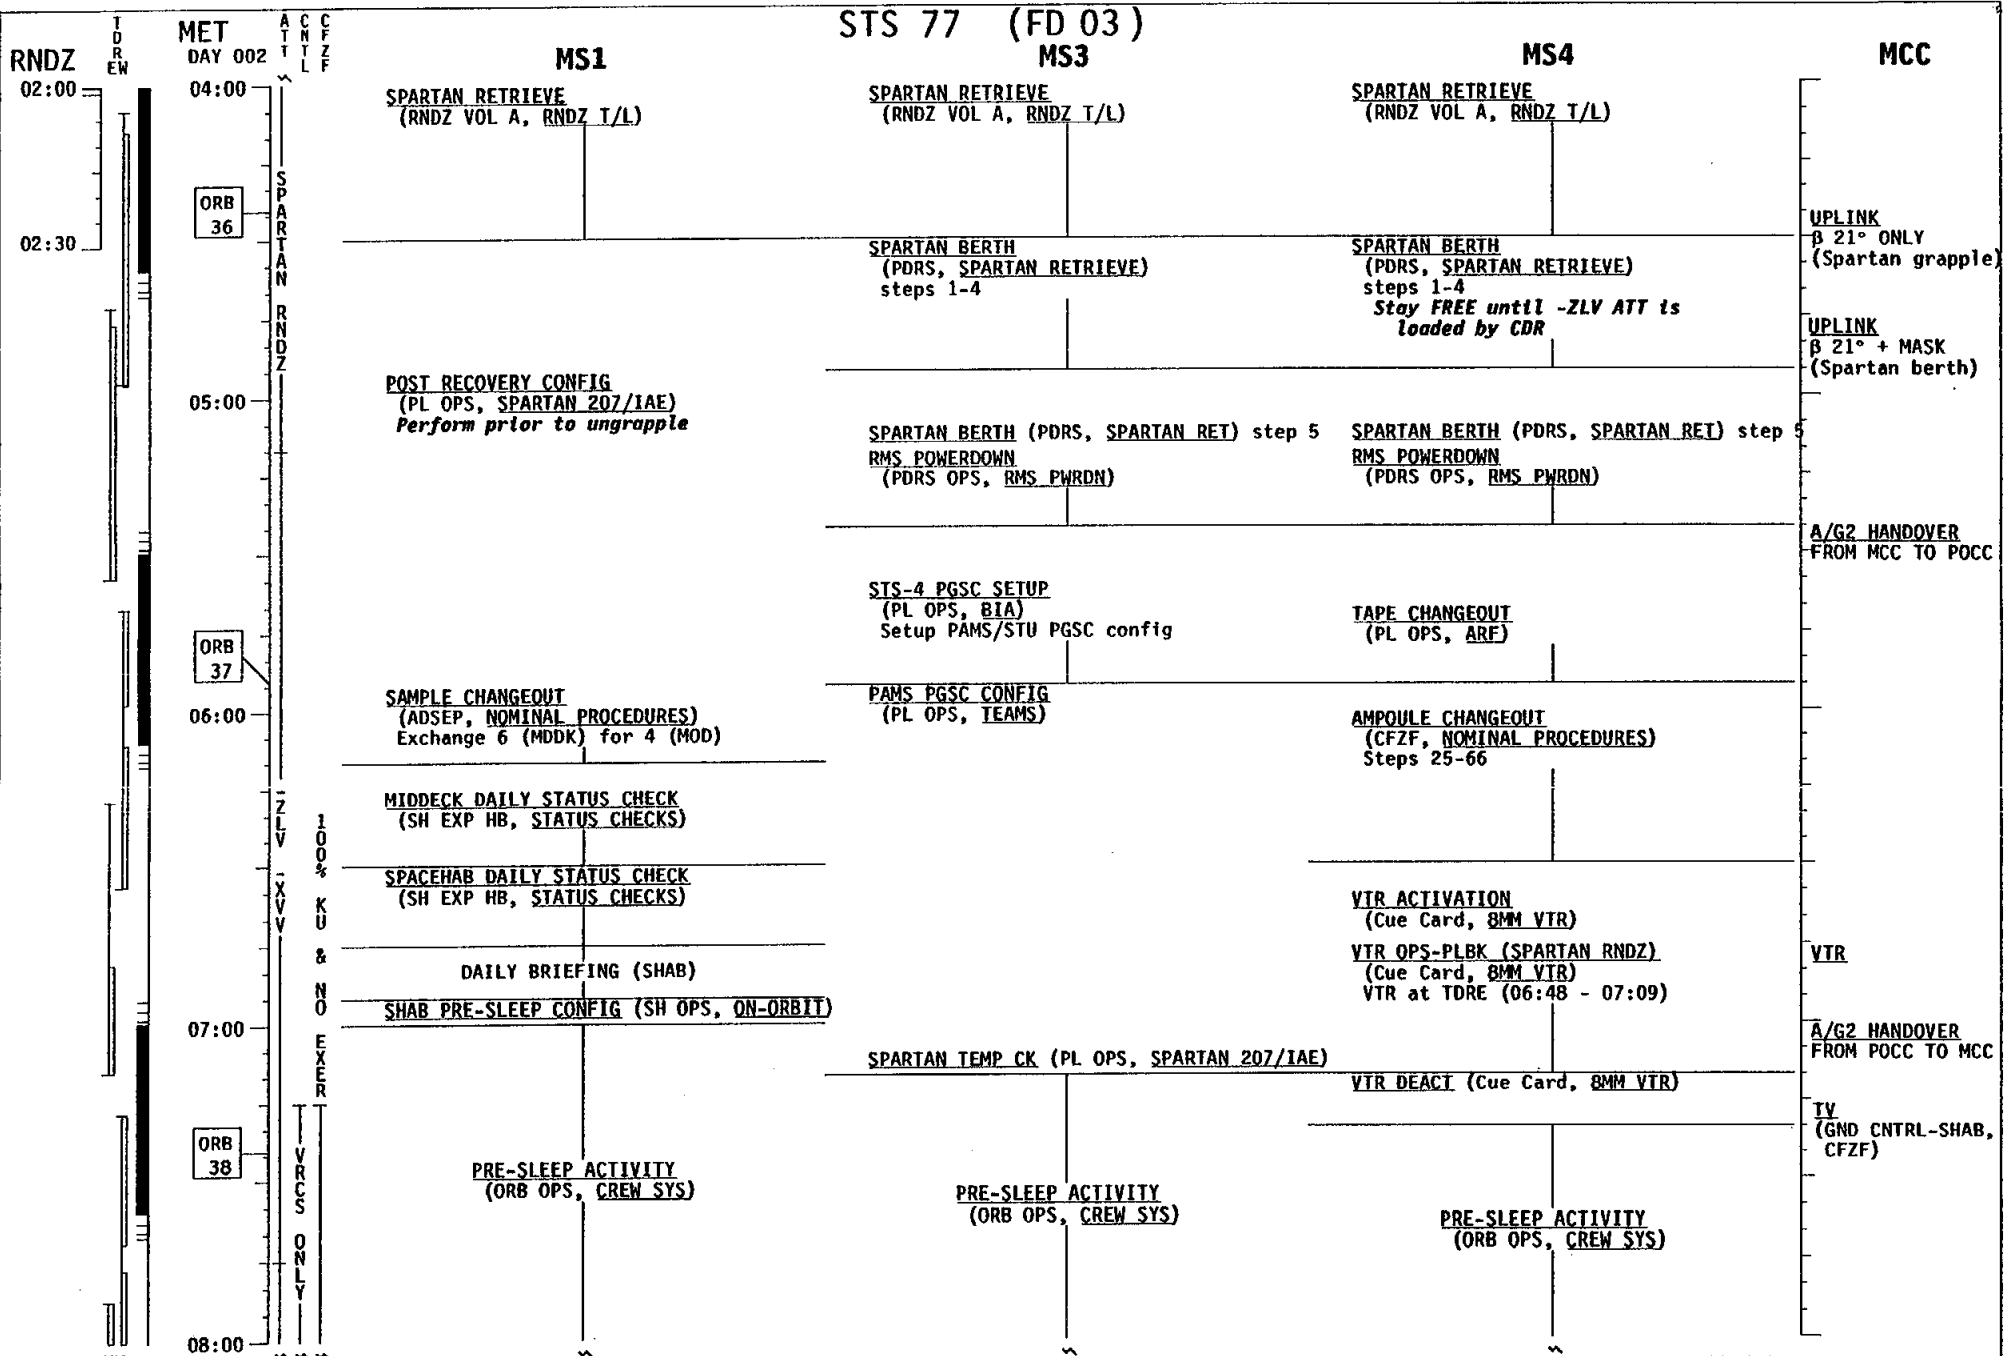 STS 77 (FD 03)
RNDZ
TDRE
EW
MET
DAY 002
ATT
CNTL
CFZF
MS1
MS3
MS4
MCC
02:00
02:30
04:00
05:00
06:00
07:00
08:00
ORB
36
ORB
37
ORB
38
SPARTAN RNDZ
-ZLV -XVV
VRCS ONLY
100% KU & NO EXER
SPARTAN RETRIEVE
(RNDZ VOL A, RNDZ T/L)
POST RECOVERY CONFIG
(PL OPS, SPARTAN 207/IAE)
Perform prior to ungrapple
SAMPLE CHANGEOUT
(ADSEP, NOMINAL PROCEDURES)
Exchange 6 (MDDK) for 4 (MOD)
MIDDECK DAILY STATUS CHECK
(SH EXP HB, STATUS CHECKS)
SPACEHAB DAILY STATUS CHECK
(SH EXP HB, STATUS CHECKS)
DAILY BRIEFING (SHAB)
SHAB PRE-SLEEP CONFIG (SH OPS, ON-ORBIT)
PRE-SLEEP ACTIVITY
(ORB OPS, CREW SYS)
SPARTAN RETRIEVE
(RNDZ VOL A, RNDZ T/L)
SPARTAN BERTH
(PDRS, SPARTAN RETRIEVE)
steps 1-4
SPARTAN BERTH (PDRS, SPARTAN RET) step 5
RMS POWERDOWN
(PDRS OPS, RMS PWRDN)
STS-4 PGSC SETUP
(PL OPS, BIA)
Setup PAMS/STU PGSC config
PAMS PGSC CONFIG
(PL OPS, TEAMS)
SPARTAN TEMP CK (PL OPS, SPARTAN 207/IAE)
PRE-SLEEP ACTIVITY
(ORB OPS, CREW SYS)
SPARTAN RETRIEVE
(RNDZ VOL A, RNDZ T/L)
SPARTAN BERTH
(PDRS, SPARTAN RETRIEVE)
steps 1-4
Stay FREE until -ZLV ATT is
loaded by CDR
SPARTAN BERTH (PDRS, SPARTAN RET) step 5
RMS POWERDOWN
(PDRS OPS, RMS PWRDN)
TAPE CHANGEOUT
(PL OPS, ARF)
AMPOULE CHANGEOUT
(CFZF, NOMINAL PROCEDURES)
Steps 25-66
VTR ACTIVATION
(Cue Card, 8MM VTR)
VTR OPS-PLBK (SPARTAN RNDZ)
(Cue Card, 8MM VTR)
VTR at TDRE (06:48 - 07:09)
VTR DEACT (Cue Card, 8MM VTR)
PRE-SLEEP ACTIVITY
(ORB OPS, CREW SYS)
UPLINK
β 21° ONLY
(Spartan grapple)
UPLINK
β 21° + MASK
(Spartan berth)
A/G2 HANDOVER
FROM MCC TO POCC
VTR
A/G2 HANDOVER
FROM POCC TO MCC
TV
(GND CNTRL-SHAB,
CFZF)